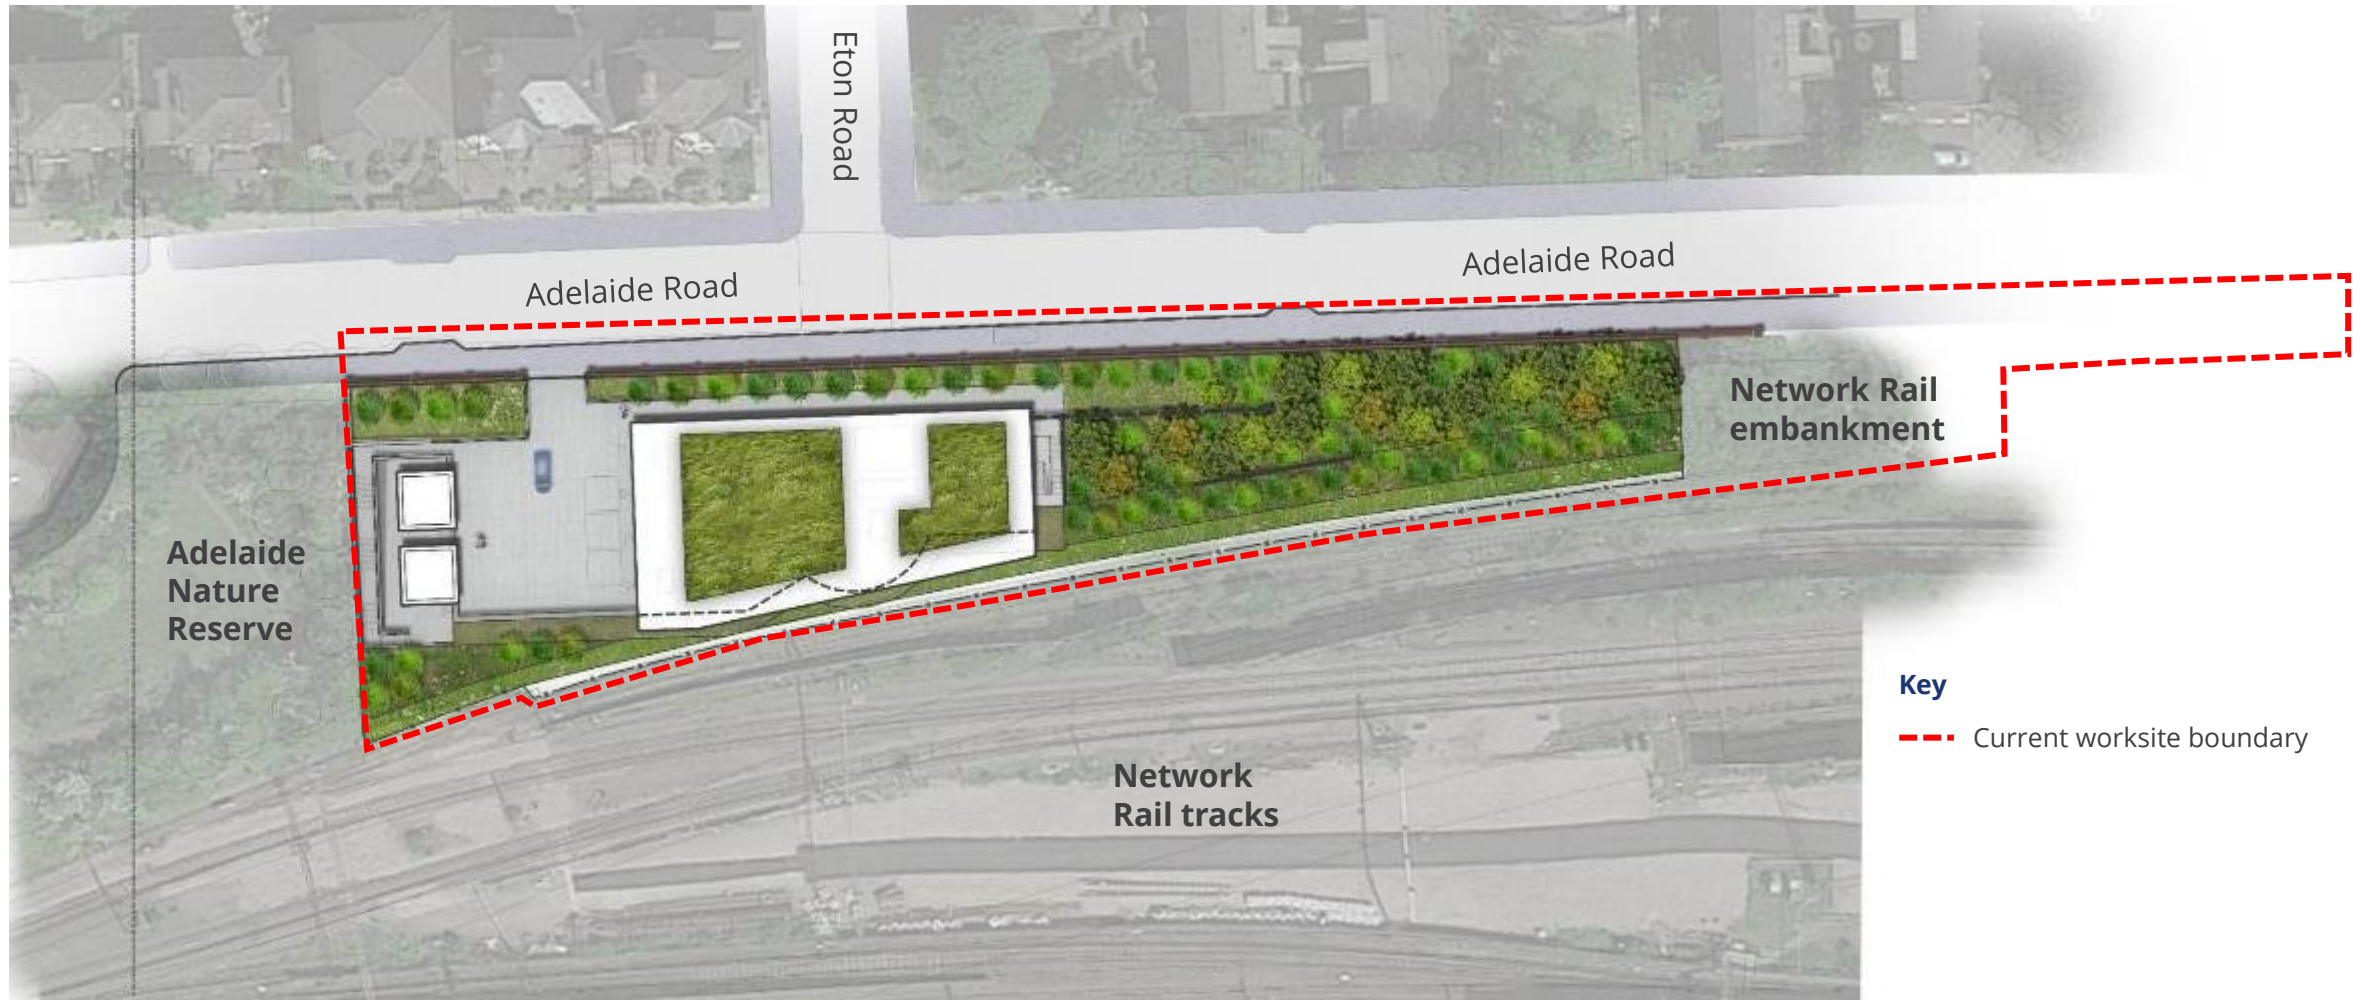 Eton Road
Adelaide Road
Adelaide Road
Network Rail
embankment
Adelaide
Nature
Reserve
Key
Current worksite boundary
Network
Rail tracks